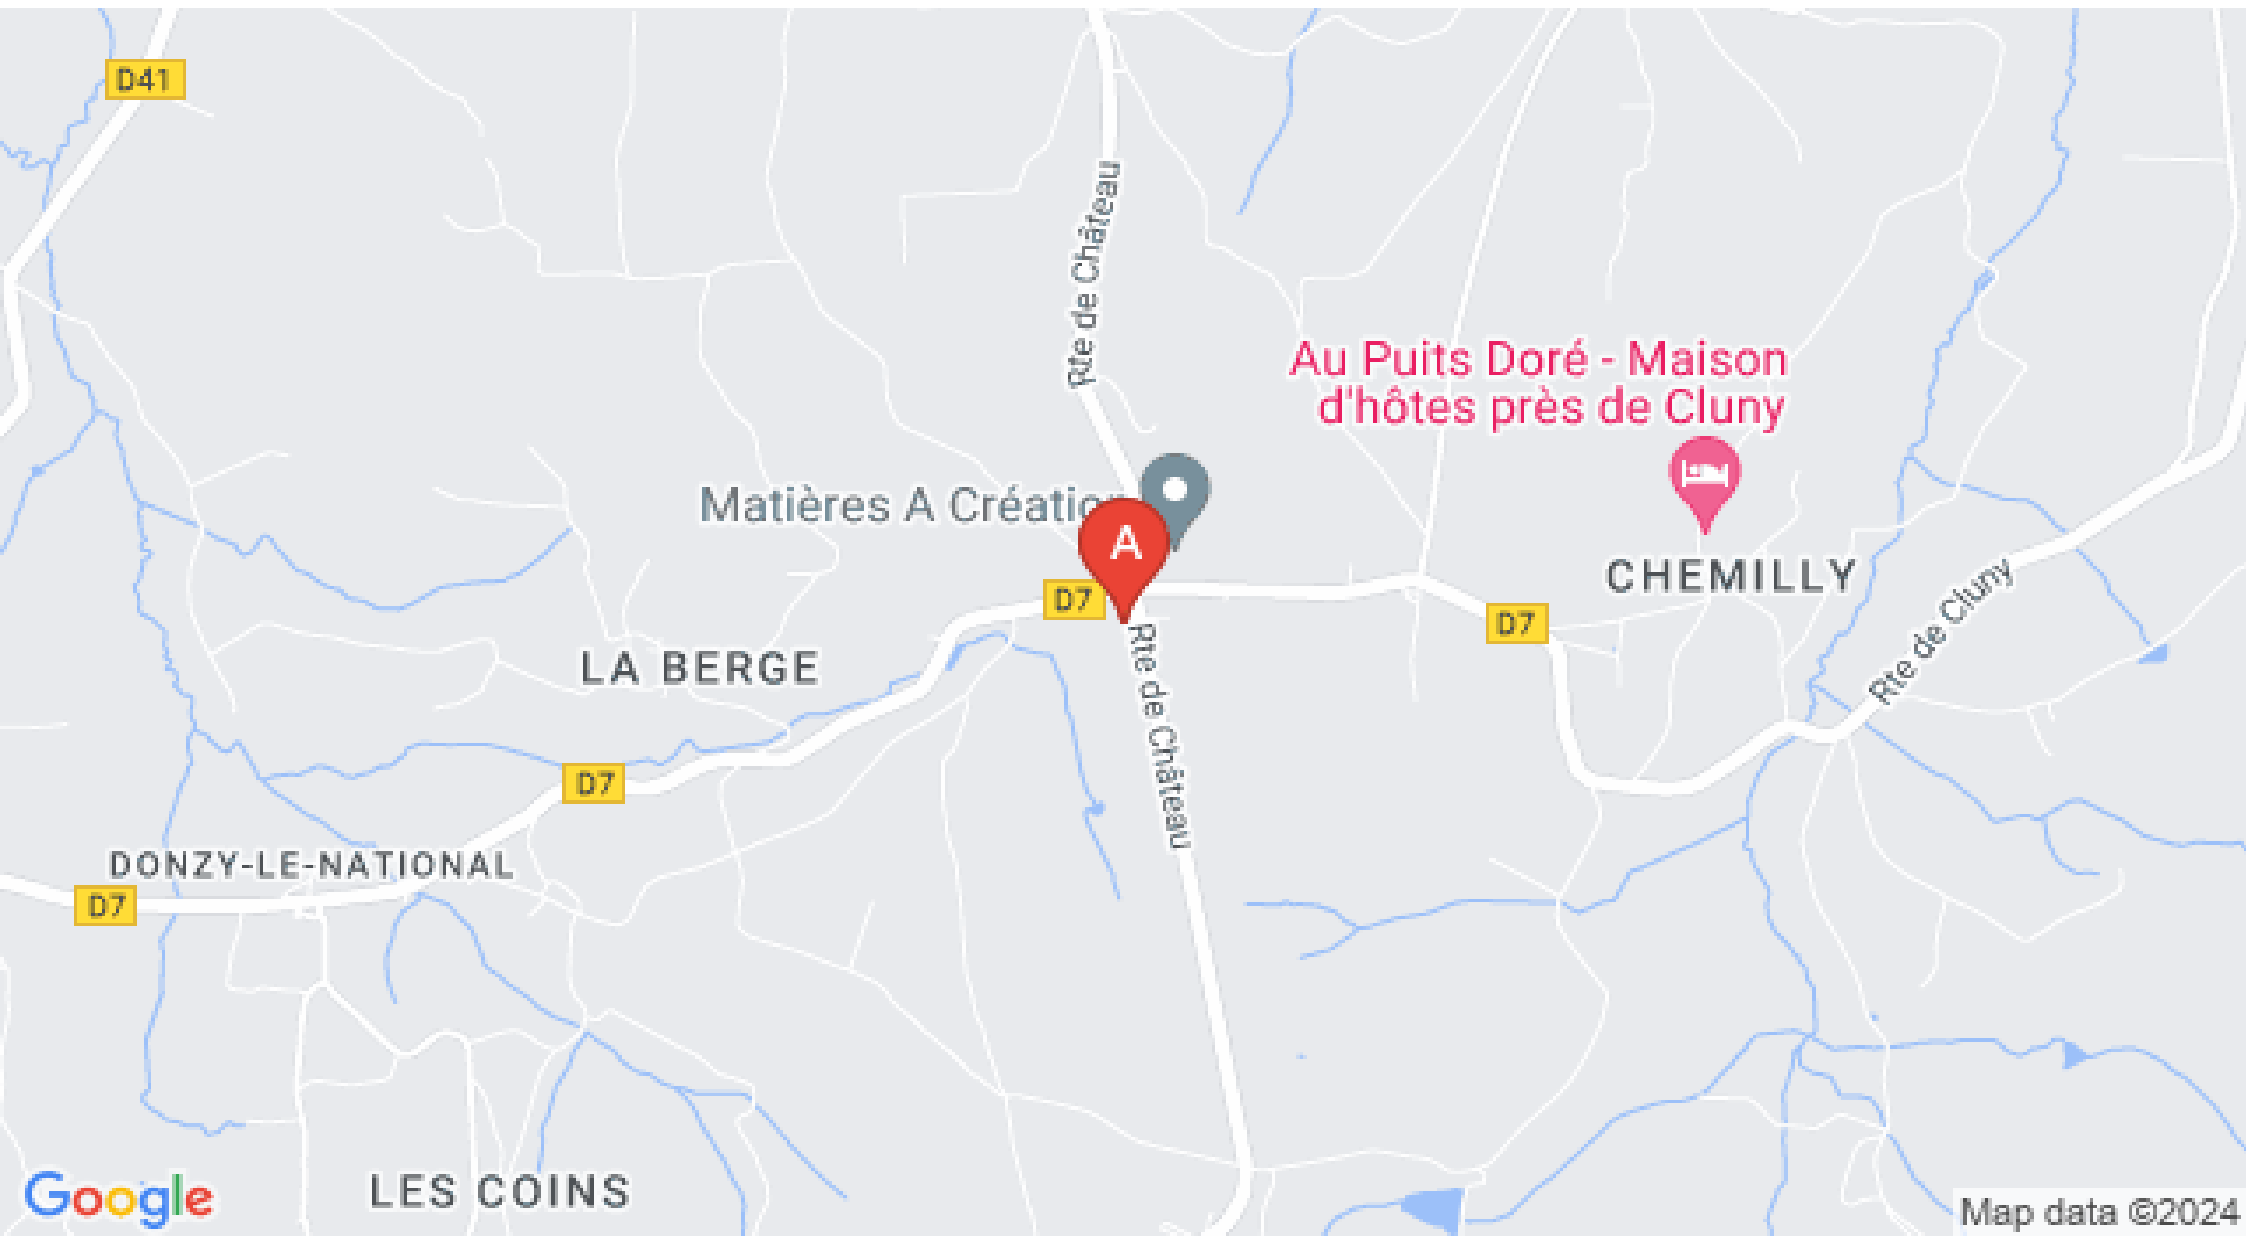 D41
Rte de Château
Au Puits Doré - Maison
d'hôtes près de Cluny
Matières A Création
A
CHEMILLY
D7
D7
Rte de Cluny
Rte de Château
LA BERGE
D7
DONZY-LE-NATIONAL
D7
LES COINS
Google
Map data ©2024